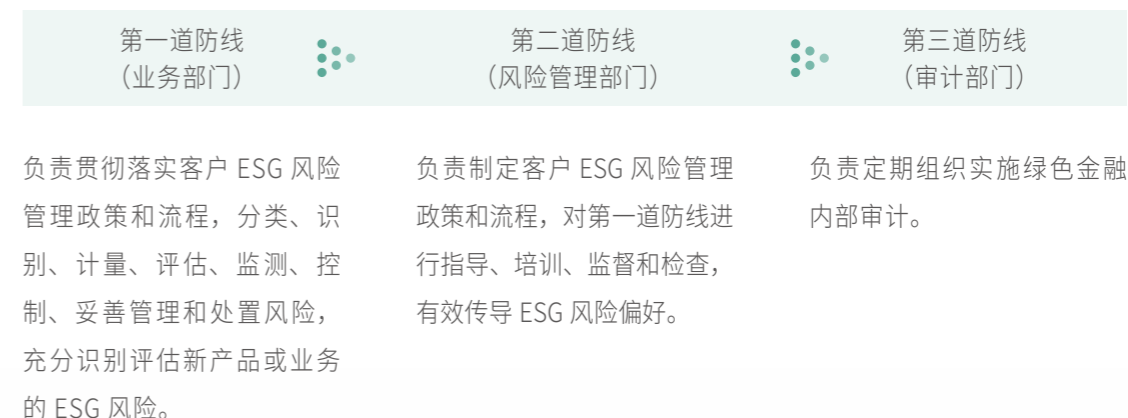 第一道防线
（业务部门）
第二道防线
（风险管理部门）
第三道防线
（审计部门）
负责贯彻落实客户 ESG 风险
管理政策和流程，分类、识
别、计量、评估、监测、控
制、妥善管理和处置风险，
充分识别评估新产品或业务
的 ESG 风险。
负责制定客户 ESG 风险管理
政策和流程，对第一道防线进
行指导、培训、监督和检查，
有效传导 ESG 风险偏好。
负责定期组织实施绿色金融
内部审计。